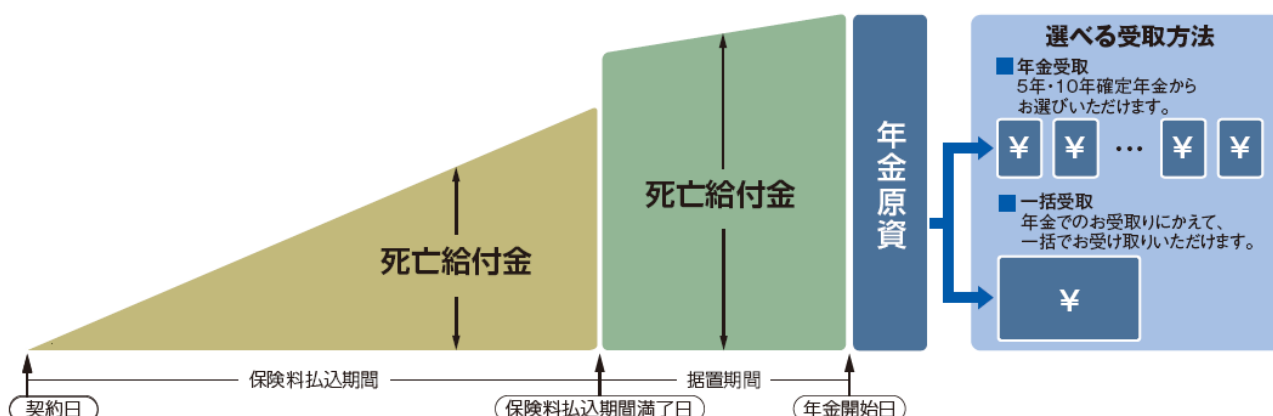 死亡給付金
死亡給付金
年金原資
選べる受取方法
年金受取
5年・10年確定年金から
お選びいただけます。
¥ ¥ … ¥ ¥
一括受取
年金でのお受取りにかえて、
一括でお受け取りいただけます。
¥
保険料払込期間
据置期間
契約日
保険料払込期間満了日
年金開始日